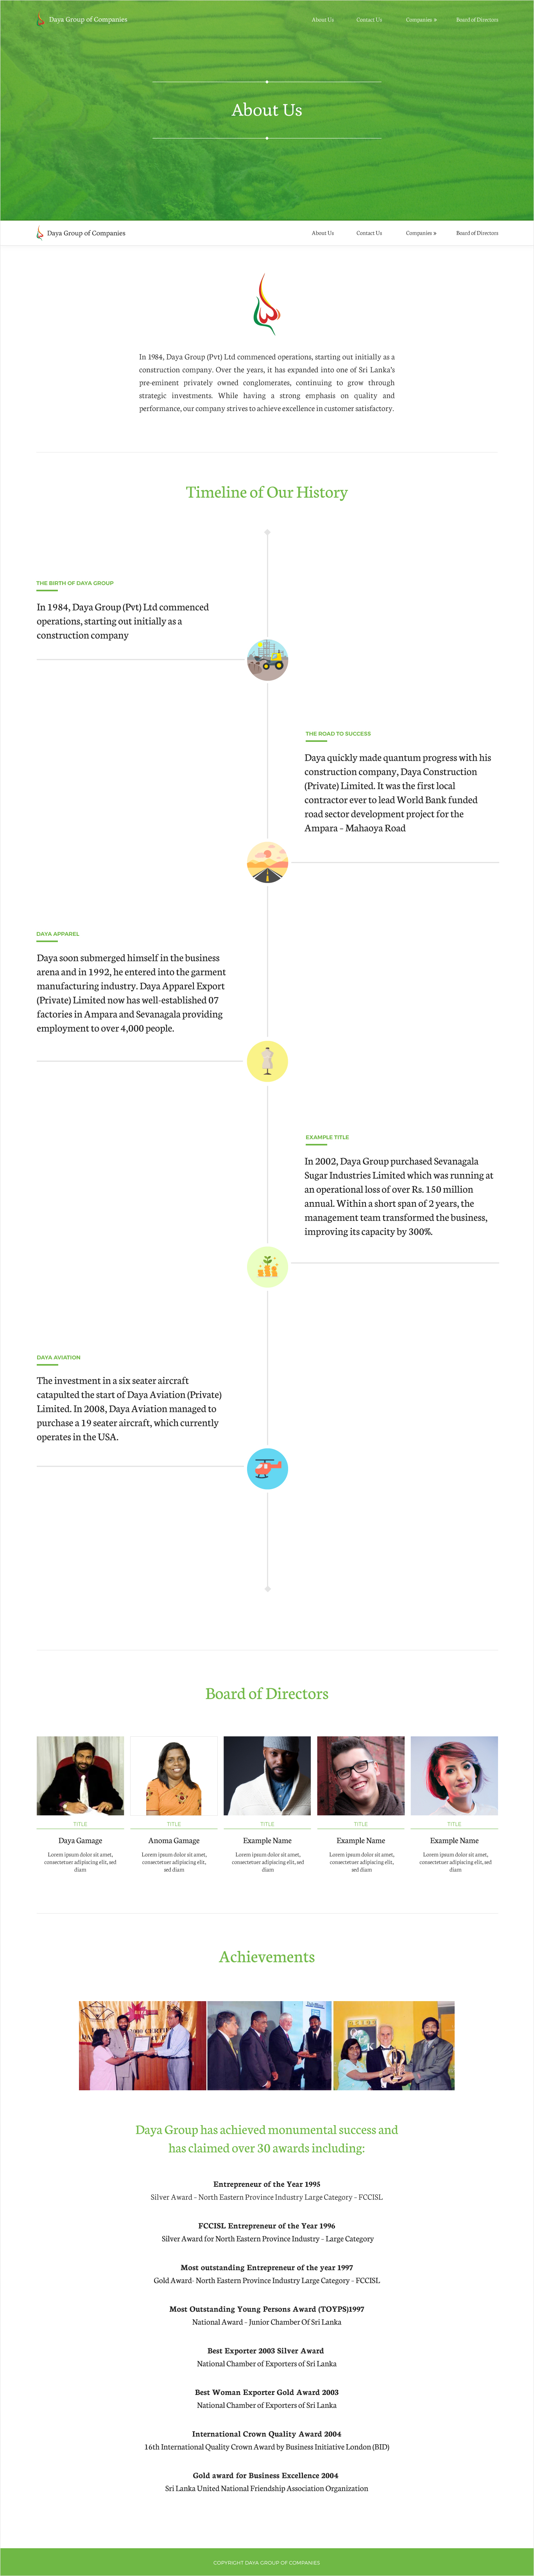 Daya Group of Companies
About Us
Contact Us
Companies »
Board of Directors
About Us
Daya Group of Companies
About Us
Contact Us
Companies »
Board of Directors
In 1984, Daya Group (Pvt) Ltd commenced operations, starting out initially as a
construction company. Over the years, it has expanded into one of Sri Lanka's
pre-eminent privately owned conglomerates, continuing to grow through
strategic investments. While having a strong emphasis on quality and
performance, our company strives to achieve excellence in customer satisfactory.
Timeline of Our History
THE BIRTH OF DAYA GROUP
In 1984, Daya Group (Pvt) Ltd commenced
operations, starting out initially as a
construction company
THE ROAD TO SUCCESS
Daya quickly made quantum progress with his
construction company, Daya Construction
(Private) Limited. It was the first local
contractor ever to lead World Bank funded
road sector development project for the
Ampara – Mahaoya Road
DAYA APPAREL
Daya soon submerged himself in the business
arena and in 1992, he entered into the garment
manufacturing industry. Daya Apparel Export
(Private) Limited now has well-established 07
factories in Ampara and Sevanagala providing
employment to over 4,000 people.
EXAMPLE TITLE
In 2002, Daya Group purchased Sevanagala
Sugar Industries Limited which was running at
an operational loss of over Rs. 150 million
annual. Within a short span of 2 years, the
management team transformed the business,
improving its capacity by 300%.
DAYA AVIATION
The investment in a six seater aircraft
catapulted the start of Daya Aviation (Private)
Limited. In 2008, Daya Aviation managed to
purchase a 19 seater aircraft, which currently
operates in the USA.
Board of Directors
TITLE
Daya Gamage
Lorem ipsum dolor sit amet,
consectetuer adipiscing elit, sed
diam
TITLE
Anoma Gamage
Lorem ipsum dolor sit amet,
consectetuer adipiscing elit,
sed diam
TITLE
Example Name
Lorem ipsum dolor sit amet,
consectetuer adipiscing elit, sed
diam
TITLE
Example Name
Lorem ipsum dolor sit amet,
consectetuer adipiscing elit,
sed diam
TITLE
Example Name
Lorem ipsum dolor sit amet,
consectetuer adipiscing elit, sed
diam
Achievements
Daya Group has achieved monumental success and
has claimed over 30 awards including:
Entrepreneur of the Year 1995
Silver Award – North Eastern Province Industry Large Category – FCCISL
FCCISL Entrepreneur of the Year 1996
Silver Award for North Eastern Province Industry – Large Category
Most outstanding Entrepreneur of the year 1997
Gold Award- North Eastern Province Industry Large Category – FCCISL
Most Outstanding Young Persons Award (TOYPS)1997
National Award – Junior Chamber Of Sri Lanka
Best Exporter 2003 Silver Award
National Chamber of Exporters of Sri Lanka
Best Woman Exporter Gold Award 2003
National Chamber of Exporters of Sri Lanka
International Crown Quality Award 2004
16th International Quality Crown Award by Business Initiative London (BID)
Gold award for Business Excellence 2004
Sri Lanka United National Friendship Association Organization
COPYRIGHT DAYA GROUP OF COMPANIES